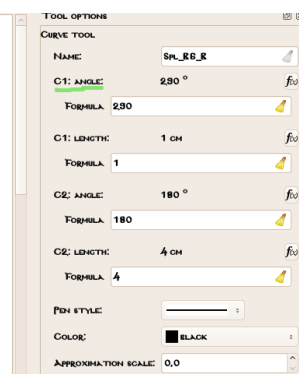 Tool options
Curve tool
Name: Spl_R6_R
C1: angle: 290 °
Formula 290
C1: length: 1 cm
Formula 1
C2: angle: 180 °
Formula 180
C2: length: 4 cm
Formula 4
Pen style:
Color: black
Approximation scale: 0,0